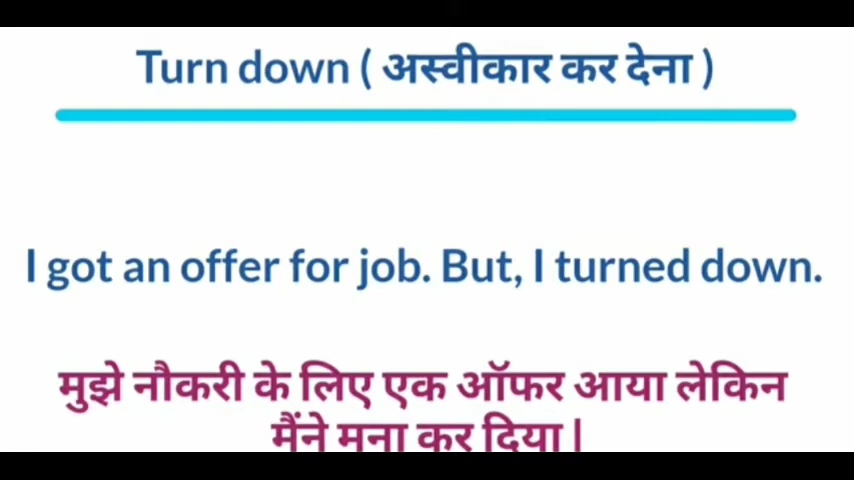 Turn down ( अस्वीकार कर देना )
I got an offer for job. But, I turned down.
मुझे नौकरी के लिए एक ऑफर आया लेकिन
मैंने मना कर दिया |